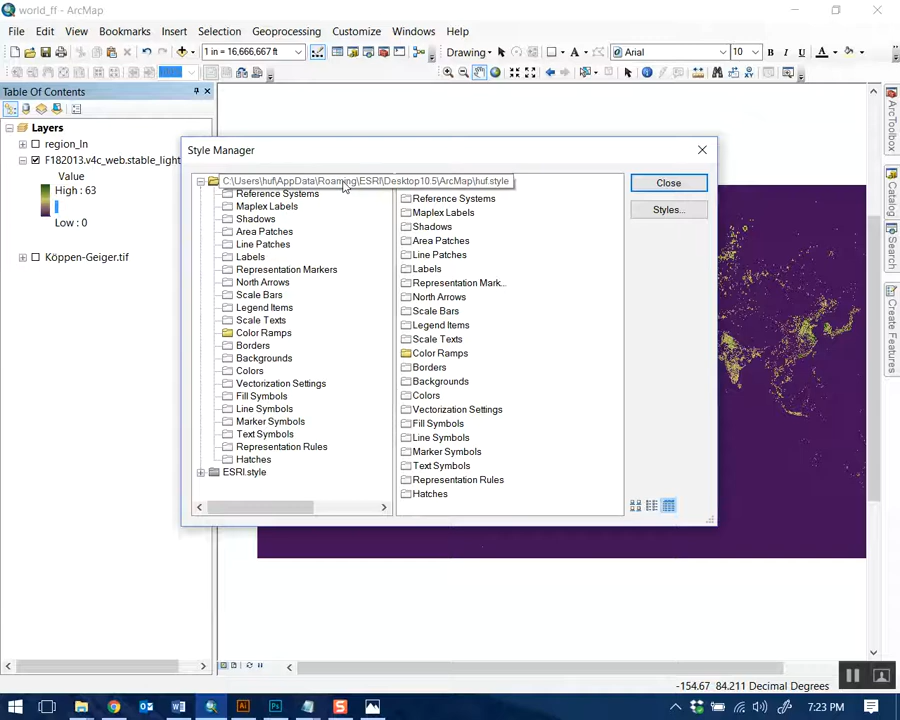 world_ff - ArcMap
File Edit View Bookmarks Insert Selection Geoprocessing Customize Windows Help
1 in = 16,666,667 ft
Drawing
Arial
10
B I U A
Table Of Contents
Layers
region_ln
F182013.v4c_web.stable_light
Value
High : 63
Low : 0
Köppen-Geiger.tif
Style Manager
C:\Users\huf\AppData\Roaming\ESRI\Desktop10.5\ArcMap\huf.style
Reference Systems
Maplex Labels
Shadows
Area Patches
Line Patches
Labels
Representation Markers
North Arrows
Scale Bars
Legend Items
Scale Texts
Color Ramps
Borders
Backgrounds
Colors
Vectorization Settings
Fill Symbols
Line Symbols
Marker Symbols
Text Symbols
Representation Rules
Hatches
ESRI.style
Reference Systems
Maplex Labels
Shadows
Area Patches
Line Patches
Labels
Representation Mark...
North Arrows
Scale Bars
Legend Items
Scale Texts
Color Ramps
Borders
Backgrounds
Colors
Vectorization Settings
Fill Symbols
Line Symbols
Marker Symbols
Text Symbols
Representation Rules
Hatches
Close
Styles...
ArcToolbox
Catalog
Search
Create Features
-154.67 84.211 Decimal Degrees
7:23 PM